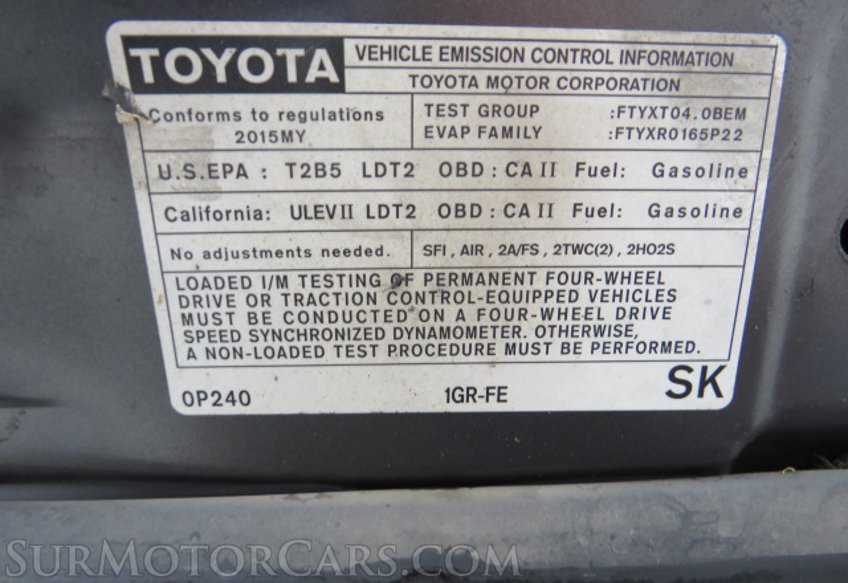 TOYOTA
VEHICLE EMISSION CONTROL INFORMATION
TOYOTA MOTOR CORPORATION
Conforms to regulations
2015MY
TEST GROUP :FTYXT04.0BEM
EVAP FAMILY :FTYXR0165P22
U.S.EPA : T2B5 LDT2 OBD : CA II Fuel: Gasoline
California: ULEV II LDT2 OBD : CA II Fuel: Gasoline
No adjustments needed.
SFI , AIR , 2A/FS , 2TWC(2) , 2HO2S
LOADED I/M TESTING OF PERMANENT FOUR-WHEEL
DRIVE OR TRACTION CONTROL-EQUIPPED VEHICLES
MUST BE CONDUCTED ON A FOUR-WHEEL DRIVE
SPEED SYNCHRONIZED DYNAMOMETER. OTHERWISE,
A NON-LOADED TEST PROCEDURE MUST BE PERFORMED.
0P240 1GR-FE SK
SURMOTORCARS.COM